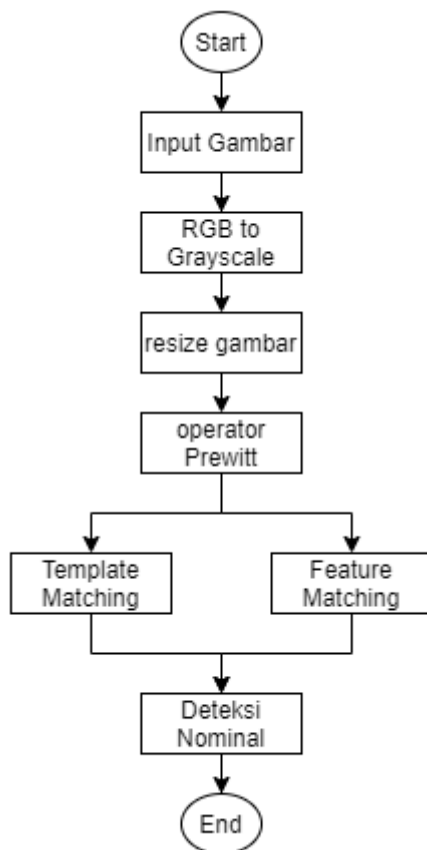 Start
Input Gambar
RGB to
Grayscale
resize gambar
operator
Prewitt
Template
Matching
Feature
Matching
Deteksi
Nominal
End